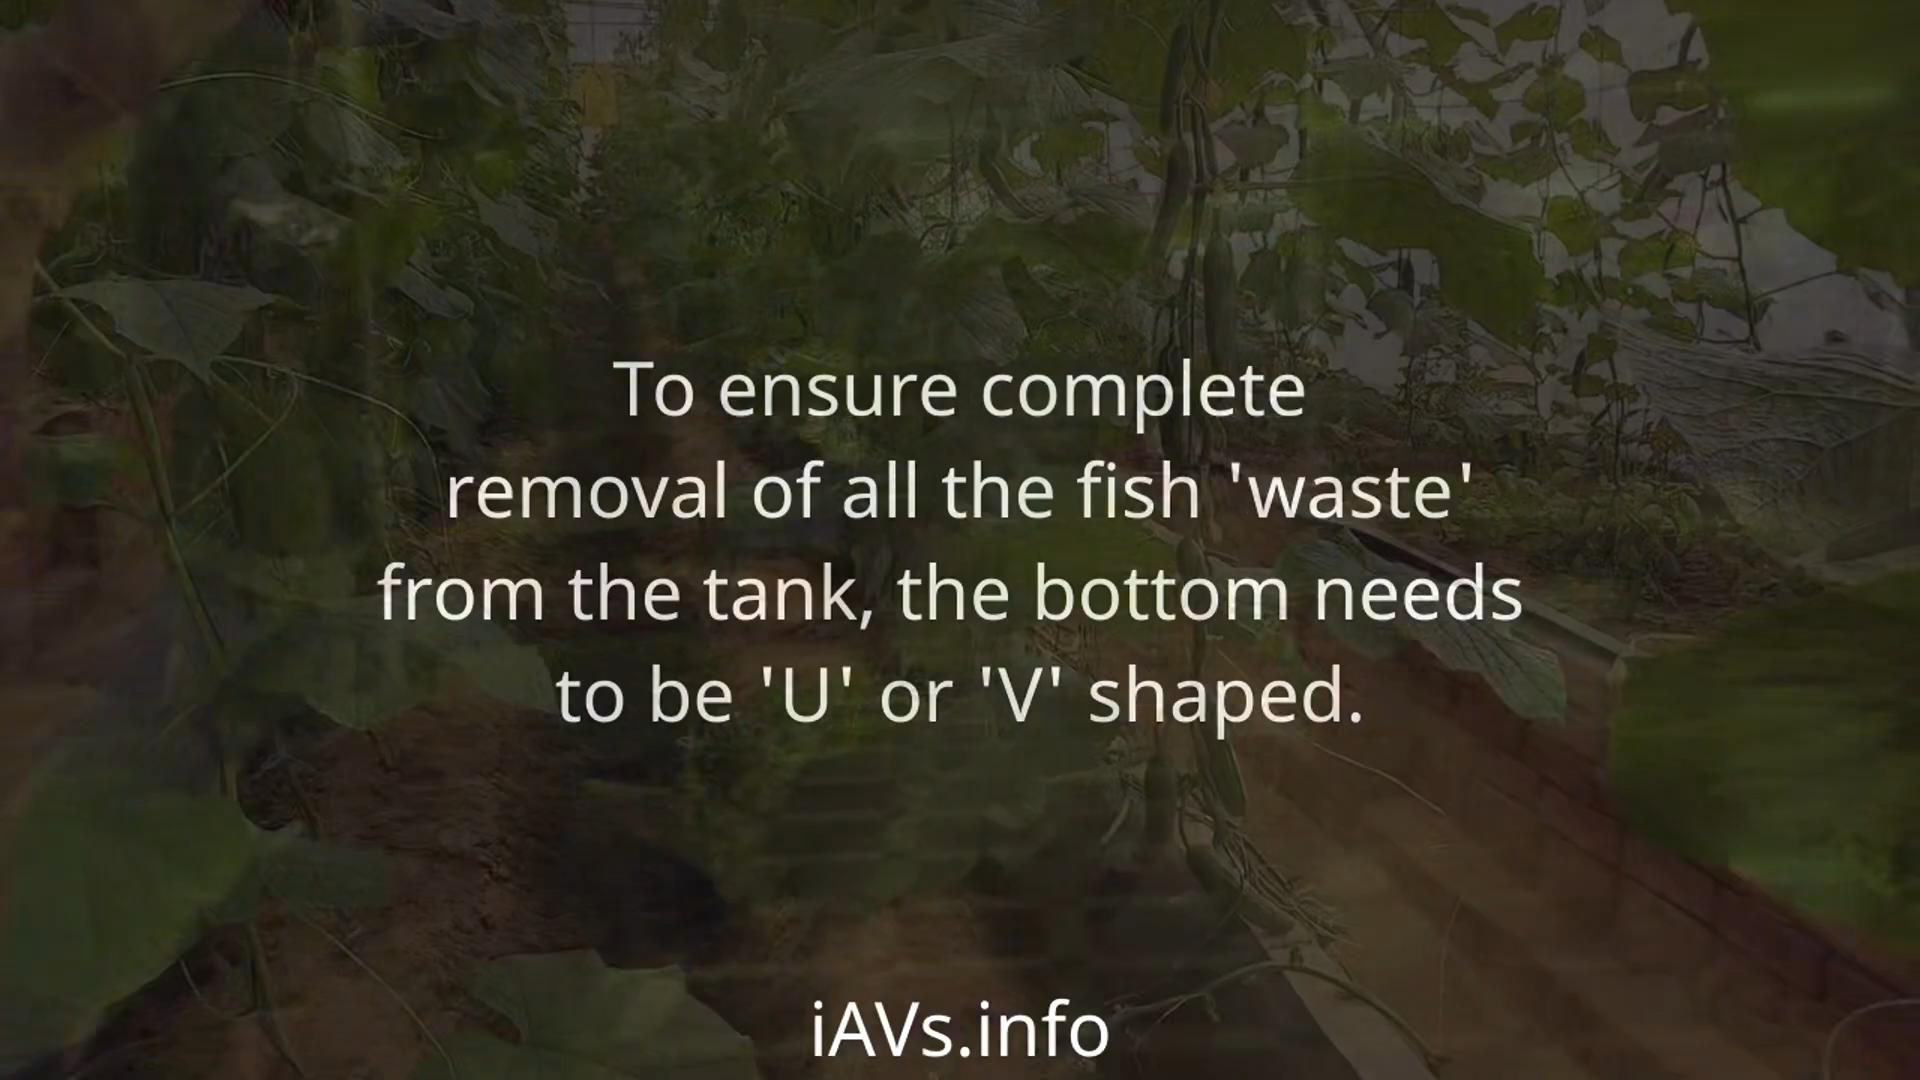 To ensure complete
removal of all the fish 'waste'
from the tank, the bottom needs
to be 'U' or 'V' shaped.
iAVs.info